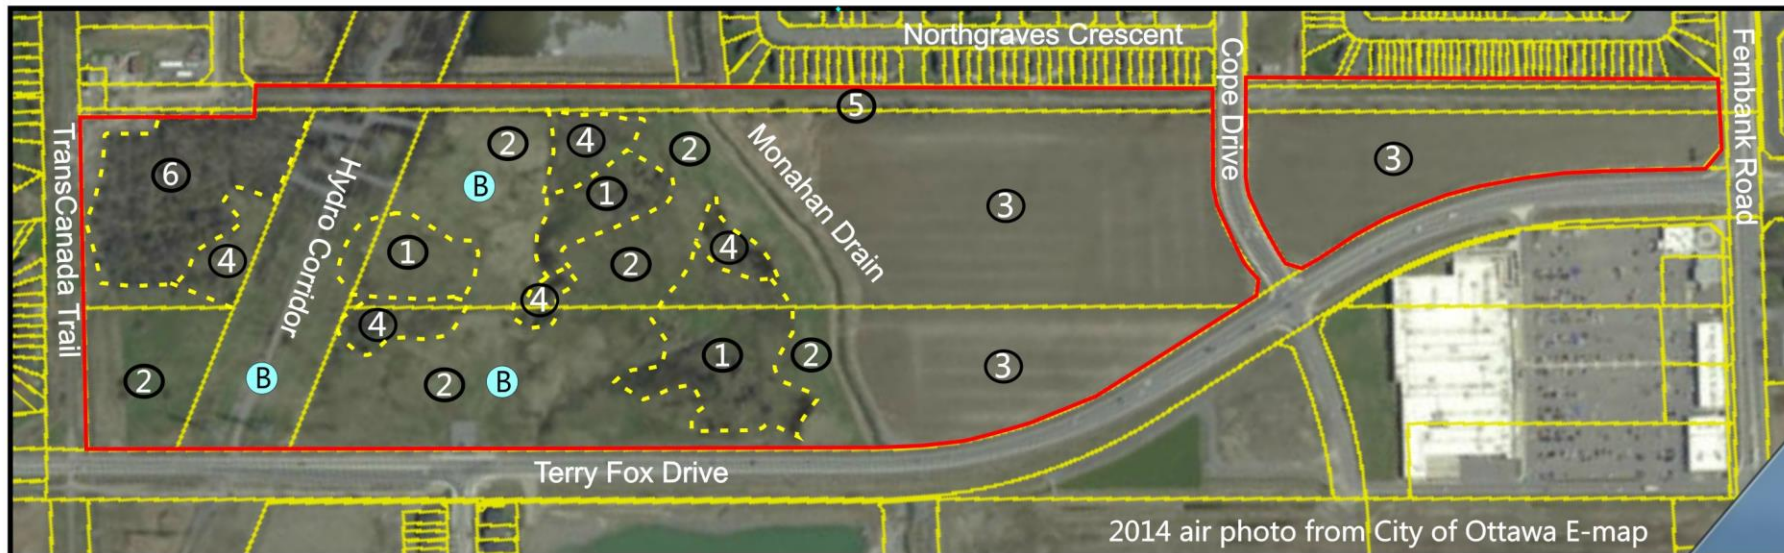 Northgraves Crescent
Cope Drive
Fernbank Road
TransCanada Trail
Hydro Corridor
Monahan Drain
5
2
4
2
6
B
1
3
3
4
1
2
4
4
4
2
B
2
B
1
2
3
Terry Fox Drive
2014 air photo from City of Ottawa E-map